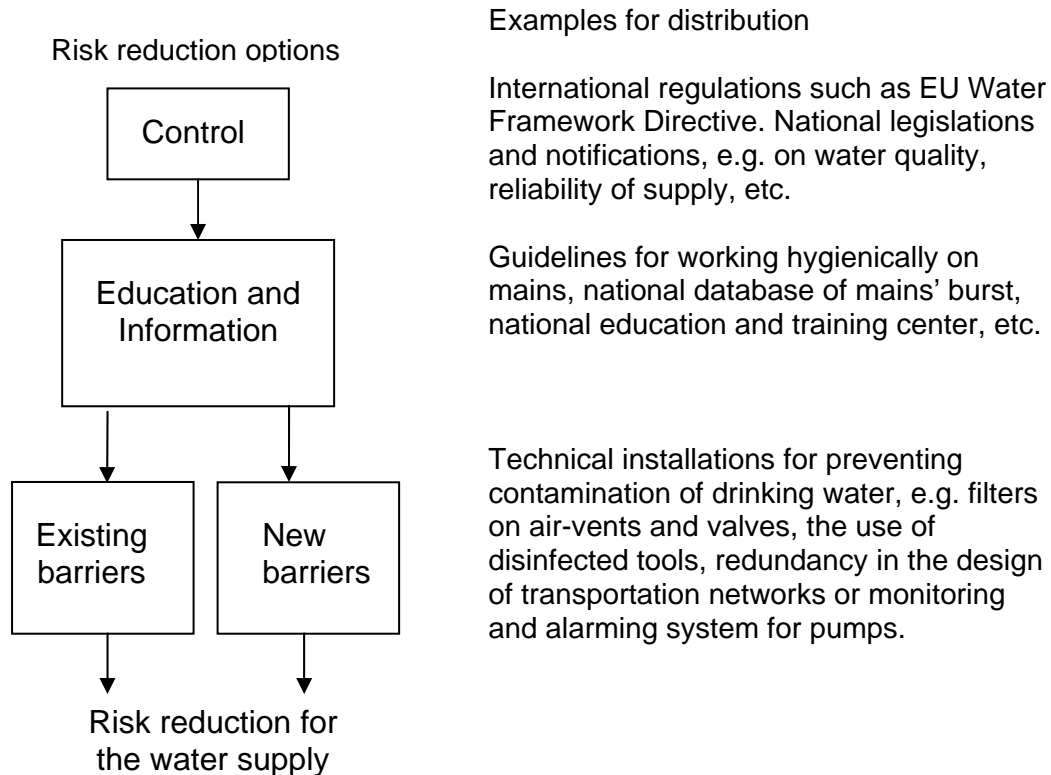 Risk reduction options
Examples for distribution
Control
International regulations such as EU Water
Framework Directive. National legislations
and notifications, e.g. on water quality,
reliability of supply, etc.
Education and
Information
Guidelines for working hygienically on
mains, national database of mains’ burst,
national education and training center, etc.
Existing
barriers
New
barriers
Technical installations for preventing
contamination of drinking water, e.g. filters
on air-vents and valves, the use of
disinfected tools, redundancy in the design
of transportation networks or monitoring
and alarming system for pumps.
Risk reduction for
the water supply